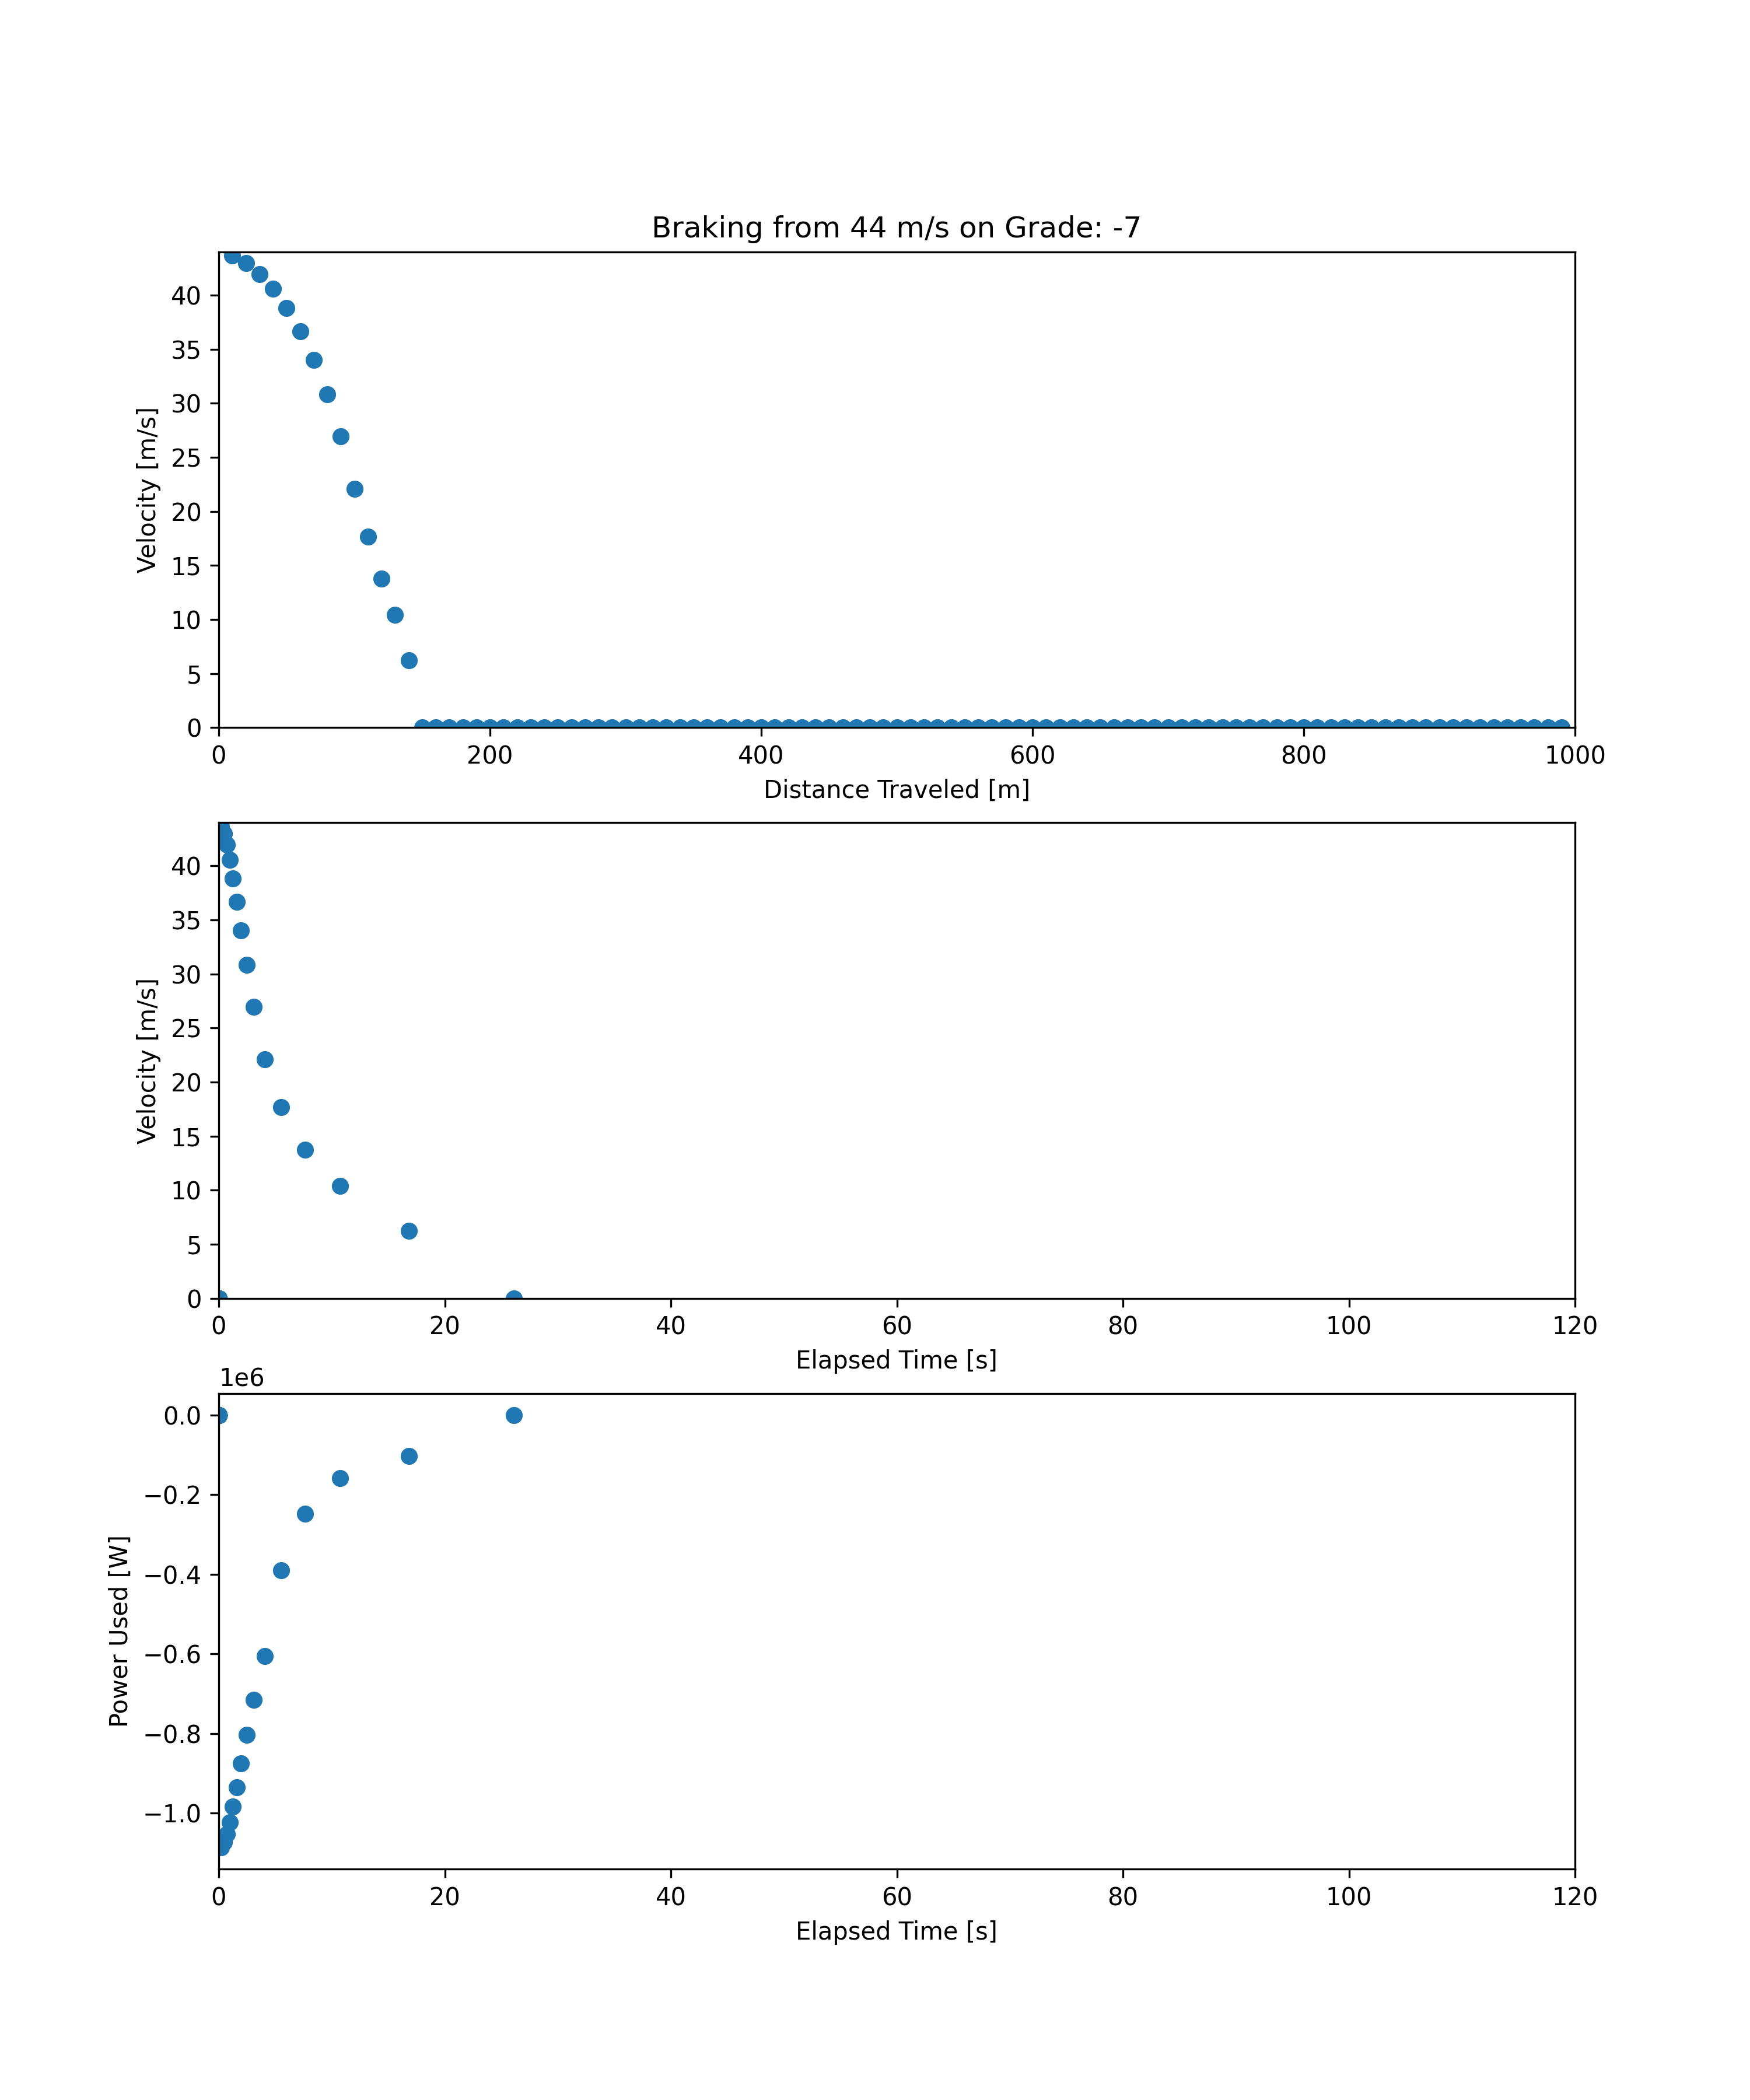 Braking from 44 m/s on Grade: -7
40
35
30
25
20
15
10
5
0
Velocity [m/s]
0 200 400 600 800 1000
Distance Traveled [m]
40
35
30
25
20
15
10
5
0
Velocity [m/s]
0 20 40 60 80 100 120
Elapsed Time [s]
1e6
0.0
−0.2
−0.4
−0.6
−0.8
−1.0
Power Used [W]
0 20 40 60 80 100 120
Elapsed Time [s]